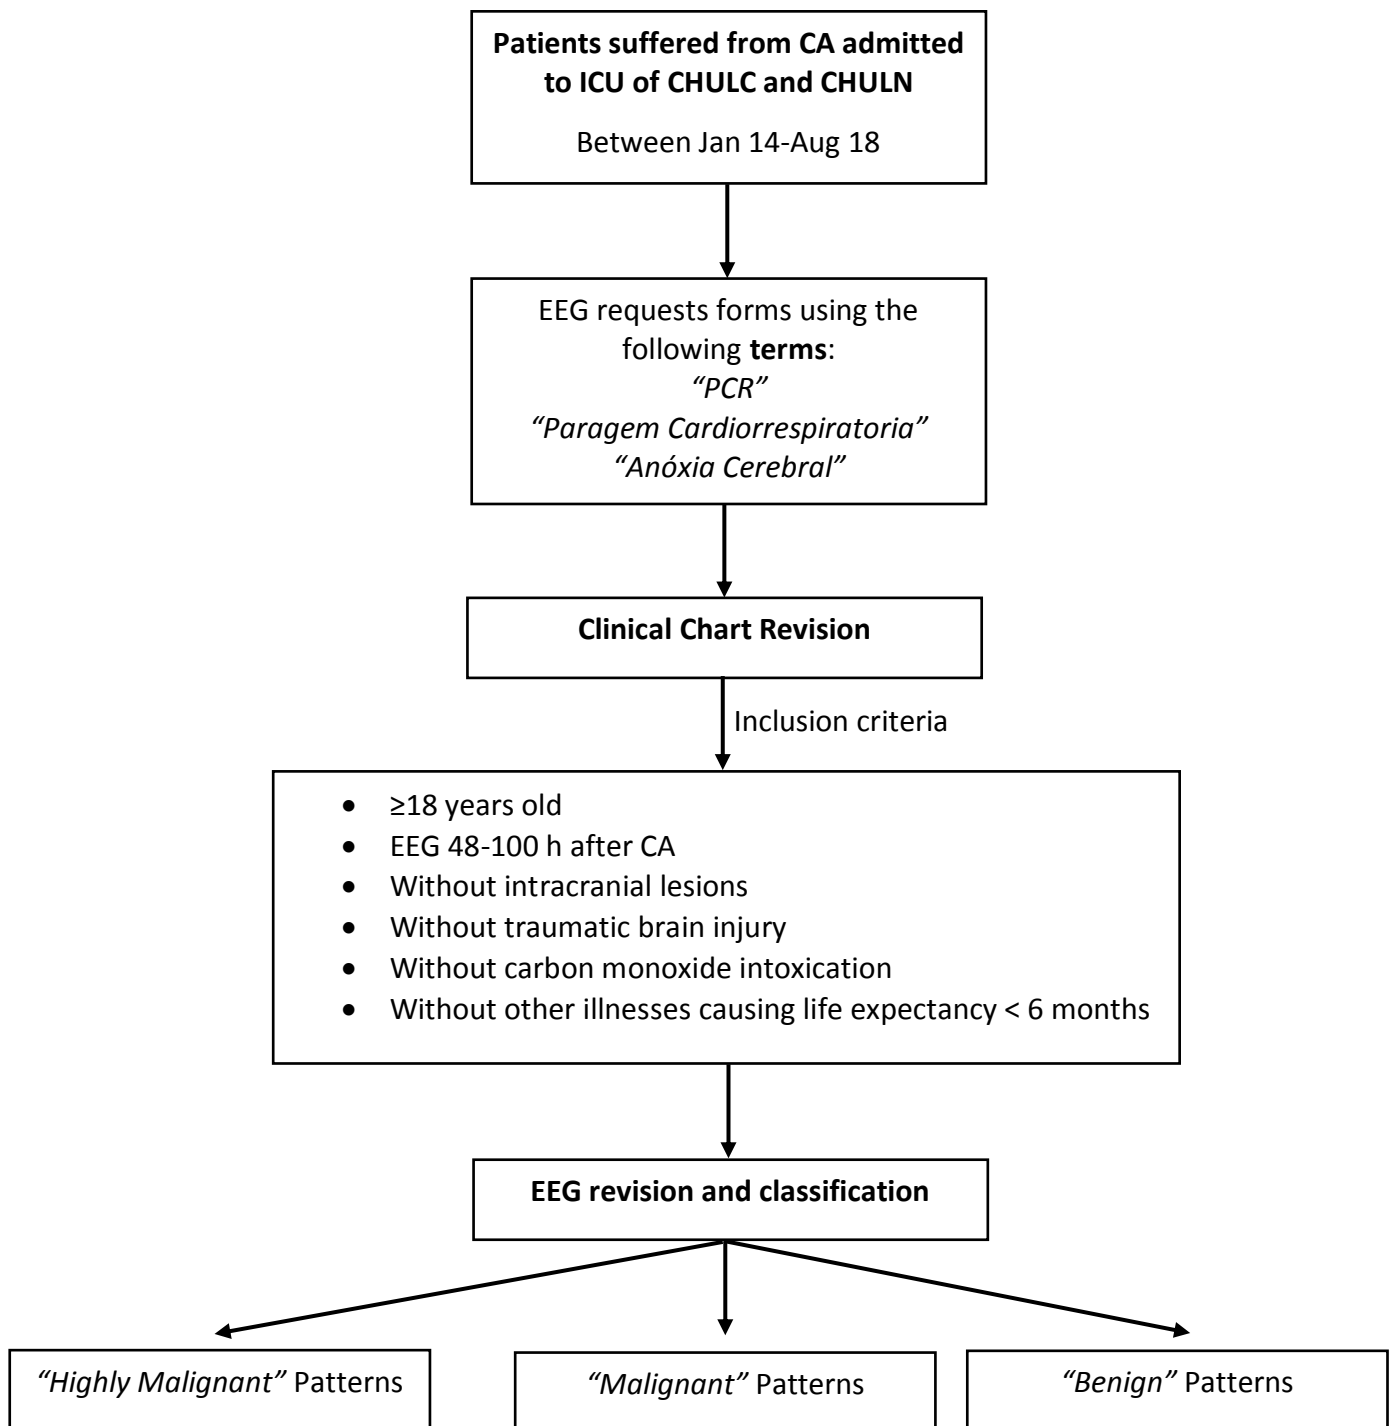 Patients suffered from CA admitted
to ICU of CHULC and CHULN
Between Jan 14-Aug 18
EEG requests forms using the
following terms:
“PCR”
“Paragem Cardiorrespiratoria”
“Anóxia Cerebral”
Clinical Chart Revision
Inclusion criteria
• ≥18 years old
• EEG 48-100 h after CA
• Without intracranial lesions
• Without traumatic brain injury
• Without carbon monoxide intoxication
• Without other illnesses causing life expectancy < 6 months
EEG revision and classification
“Highly Malignant” Patterns
“Malignant” Patterns
“Benign” Patterns